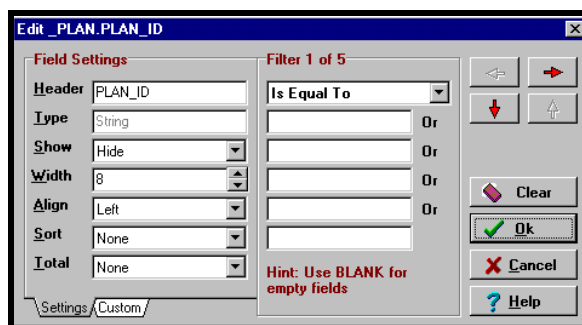 Edit _PLAN.PLAN_ID
Field Settings
Header PLAN_ID
Type String
Show Hide
Width 8
Align Left
Sort None
Total None
Settings Custom
Filter 1 of 5
Is Equal To
Or
Or
Or
Or
Hint: Use BLANK for
empty fields
Clear
Ok
Cancel
? Help